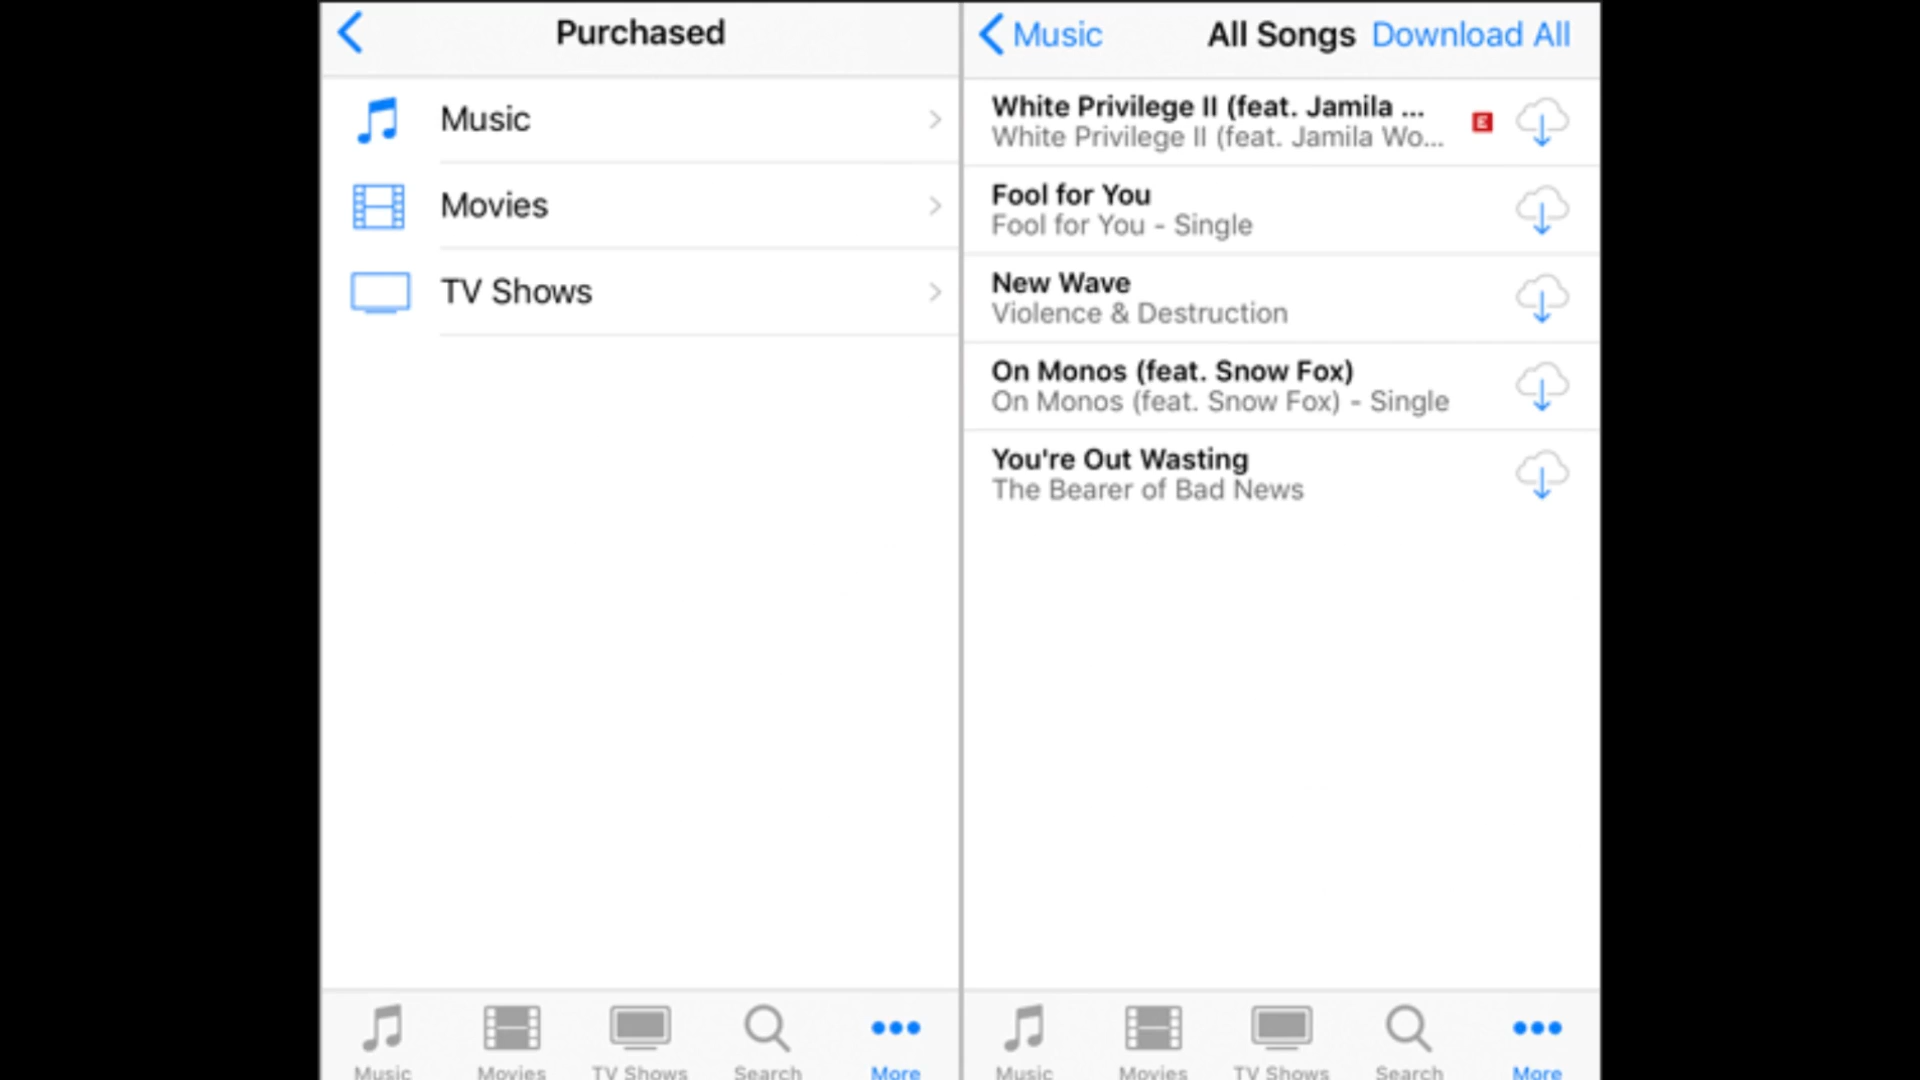 Purchased
Music
Movies
TV Shows
Music Movies TV Shows Search More
Music All Songs Download All
White Privilege II (feat. Jamila ...
White Privilege II (feat. Jamila Wo...
E
Fool for You
Fool for You - Single
New Wave
Violence & Destruction
On Monos (feat. Snow Fox)
On Monos (feat. Snow Fox) - Single
You're Out Wasting
The Bearer of Bad News
Music Movies TV Shows Search More